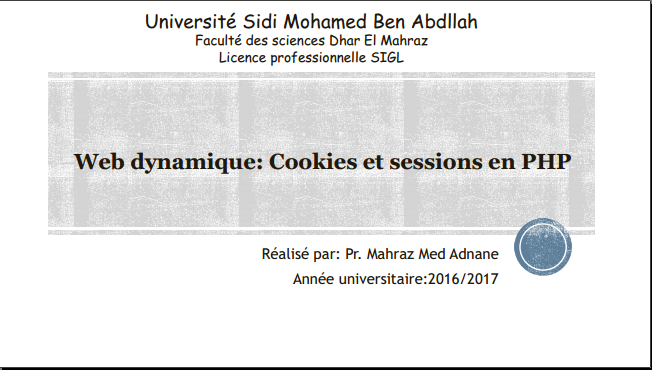 Université Sidi Mohamed Ben Abdllah
Faculté des sciences Dhar El Mahraz
Licence professionnelle SIGL
Web dynamique: Cookies et sessions en PHP
Réalisé par: Pr. Mahraz Med Adnane
Année universitaire:2016/2017